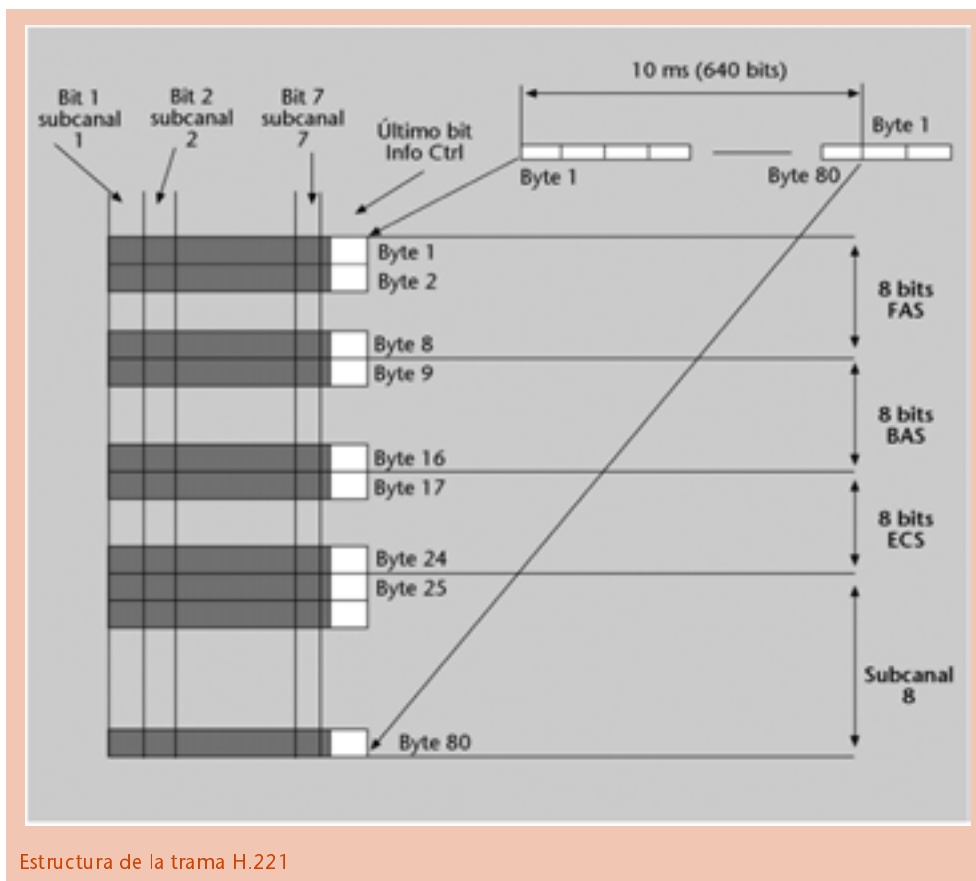 10 ms (640 bits)
Bit 1
subcanal
1
Bit 2
subcanal
2
Bit 7
subcanal
7
Último bit
Info Ctrl
Byte 1
Byte 80
Byte 1
Byte 1
Byte 2
8 bits
FAS
Byte 8
Byte 9
8 bits
BAS
Byte 16
Byte 17
8 bits
ECS
Byte 24
Byte 25
Subcanal
8
Byte 80
Estructura de la trama H.221